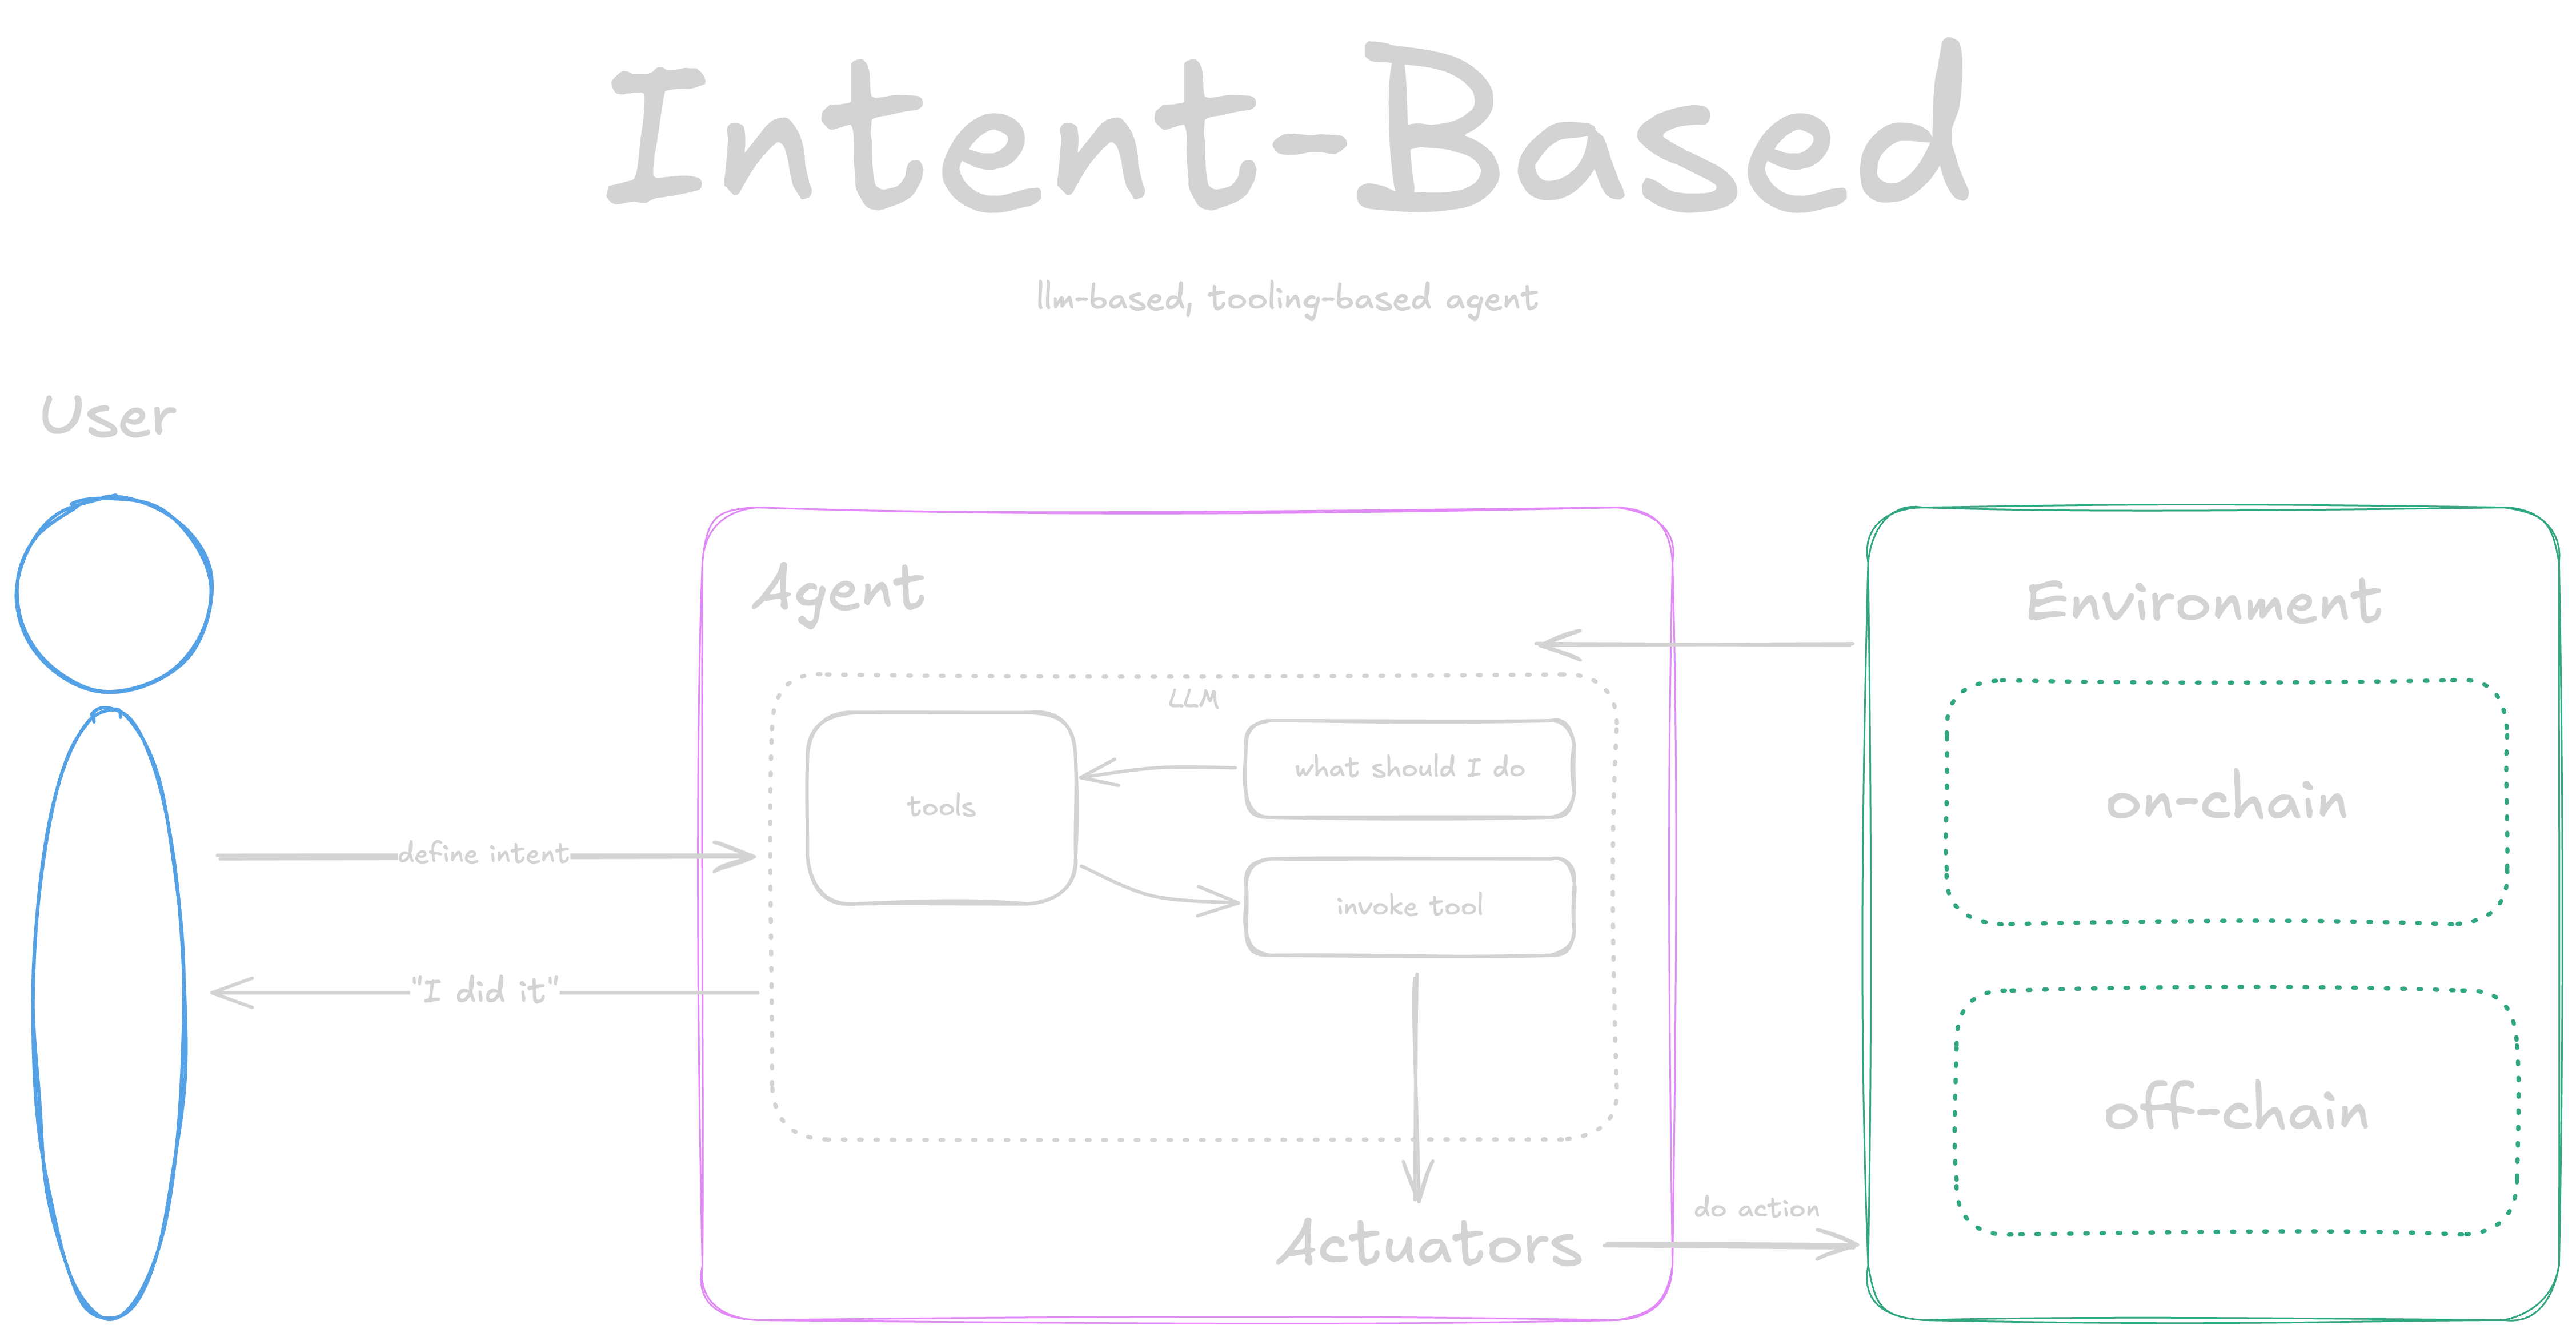 Intent-Based
llm-based, tooling-based agent
User
Agent
Environment
LLM
what should I do
tools
on-chain
define intent
invoke tool
"I did it"
off-chain
do action
Actuators